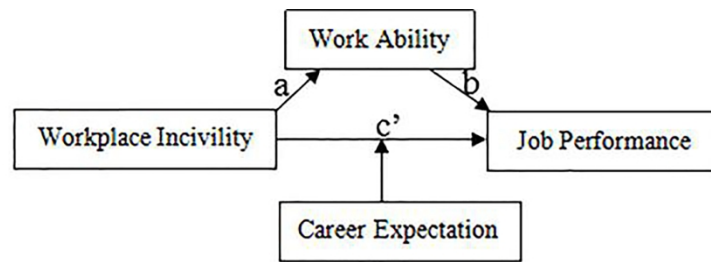 Work Ability
a
b
Workplace Incivility
c’
Job Performance
Career Expectation